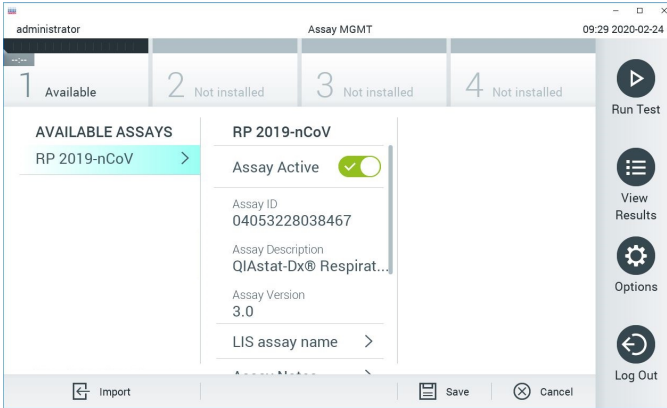 administrator Assay MGMT 09:29 2020-02-24
--:--
1 Available 2 Not installed 3 Not installed 4 Not installed
Run Test
AVAILABLE ASSAYS
RP 2019-nCoV
RP 2019-nCoV
Assay Active
Assay ID
04053228038467
Assay Description
QIAstat-Dx® Respirat...
Assay Version
3.0
LIS assay name
Assay Notes
View
Results
Options
Log Out
Import Save Cancel